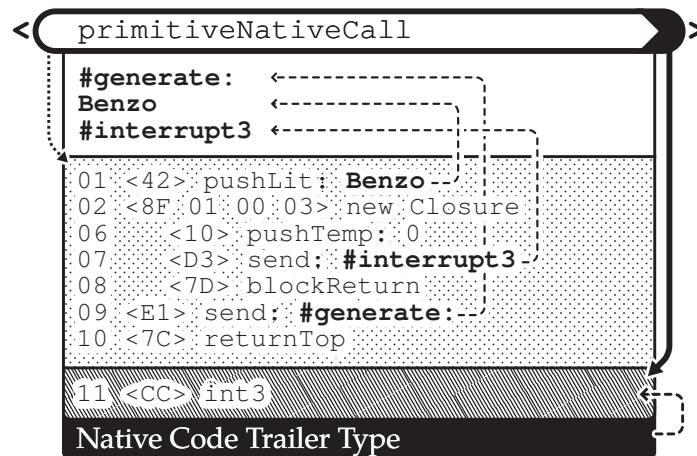 primitiveNativeCall
#generate:
Benzo
#interrupt3
01 <42> pushLit: Benzo
02 <8F 01 00 03> new Closure
06 <10> pushTemp: 0
07 <D3> send: #interrupt3
08 <7D> blockReturn
09 <E1> send: #generate:
10 <7C> returnTop
11 <CC> int3
Native Code Trailer Type